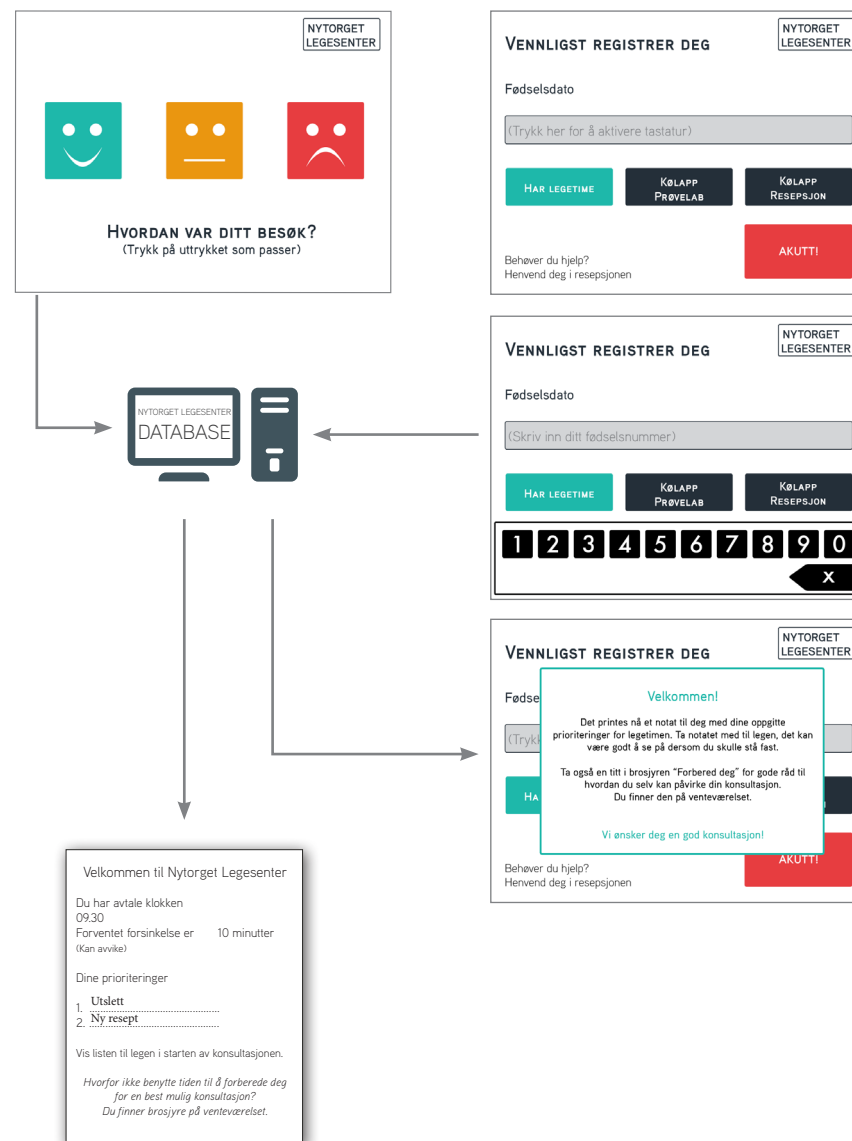 NYTORGET
LEGESENTER
HVORDAN VAR DITT BESØK?
(Trykk på uttrykket som passer)
NYTORGET LEGESENTER
DATABASE
Velkommen til Nytorget Legesenter
Du har avtale klokken
09.30
Forventet forsinkelse er 10 minutter
(Kan avvike)
Dine prioriteringer
1. Utslett
2. Ny resept
Vis listen til legen i starten av konsultasjonen.
Hvorfor ikke benytte tiden til å forberede deg
for en best mulig konsultasjon?
Du finner brosjyre på venteværelset.
VENNLIGST REGISTRER DEG
NYTORGET
LEGESENTER
Fødselsdato
(Trykk her for å aktivere tastatur)
HAR LEGETIME
KØLAPP
PRØVELAB
KØLAPP
RESEPSJON
AKUTT!
Behøver du hjelp?
Henvend deg i resepsjonen
VENNLIGST REGISTRER DEG
NYTORGET
LEGESENTER
Fødselsdato
(Skriv inn ditt fødselsnummer)
HAR LEGETIME
KØLAPP
PRØVELAB
KØLAPP
RESEPSJON
1 2 3 4 5 6 7 8 9 0
X
VENNLIGST REGISTRER DEG
NYTORGET
LEGESENTER
Fødse
(Trykk
HA
Velkommen!
Det printes nå et notat til deg med dine oppgitte
prioriteringer for legetimen. Ta notatet med til legen, det kan
være godt å se på dersom du skulle stå fast.
Ta også en titt i brosjyren "Forbered deg" for gode råd til
hvordan du selv kan påvirke din konsultasjon.
Du finner den på venteværelset.
Vi ønsker deg en god konsultasjon!
AKUTT!
Behøver du hjelp?
Henvend deg i resepsjonen